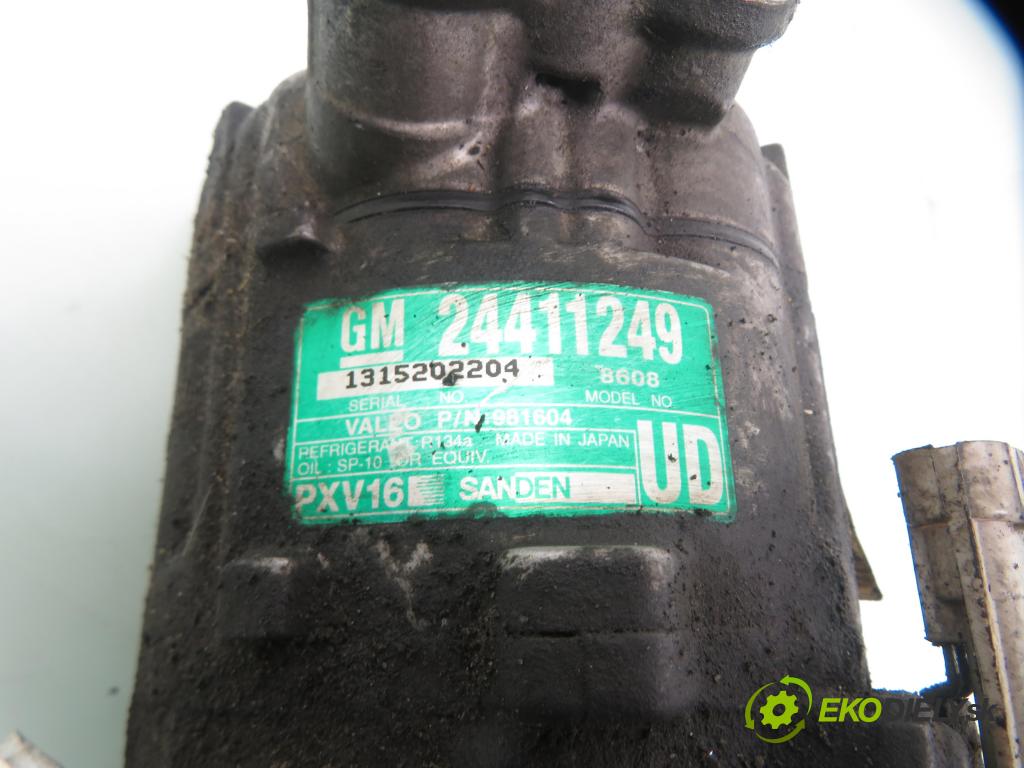 GM 24411249
1315202204 8608
SERIAL NO. MODEL NO
VALEO P/N 981604
REFRIGERANT : R134a MADE IN JAPAN
OIL : SP-10 OR EQUIV.
UD
PXV16 SANDEN
EKODIELY.sk